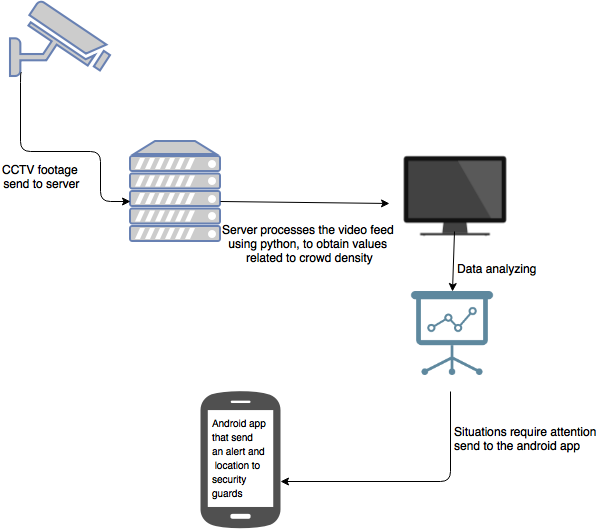 CCTV footage
send to server
Server processes the video feed
using python, to obtain values
related to crowd density
Data analyzing
Situations require attention
send to the android app
Android app
that send
an alert and
location to
security
guards